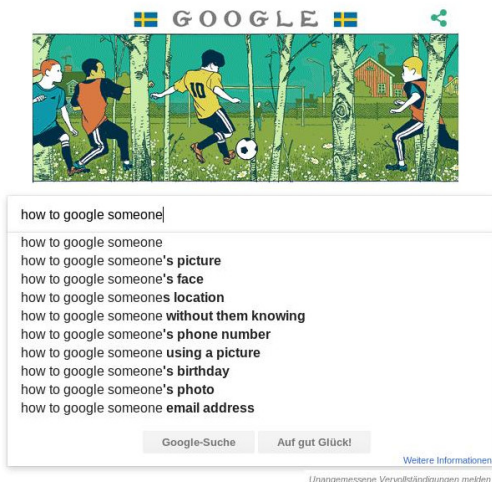 GOOGLE
10
how to google someone
how to google someone
how to google someone's picture
how to google someone's face
how to google someones location
how to google someone without them knowing
how to google someone's phone number
how to google someone using a picture
how to google someone's birthday
how to google someone's photo
how to google someone email address
Google-Suche Auf gut Glück!
Weitere Informationen
Unangemessene Vervollständigungen melden